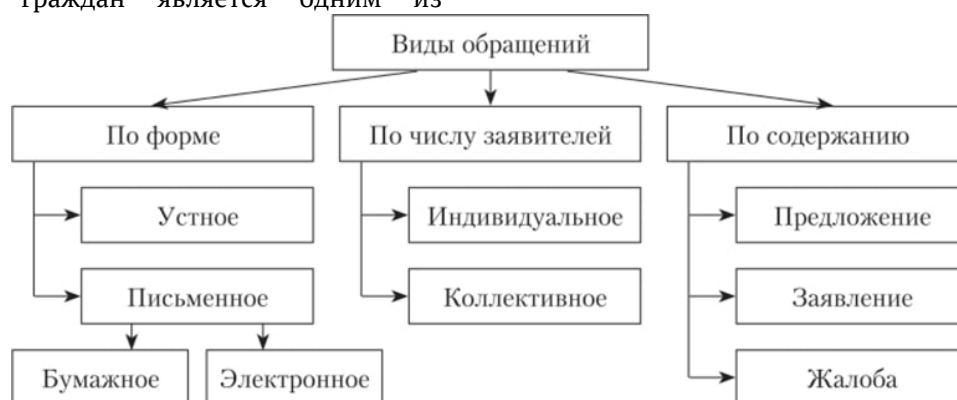 граждан является одним из
Виды обращений
По форме
По числу заявителей
По содержанию
Устное
Индивидуальное
Предложение
Письменное
Коллективное
Заявление
Бумажное
Электронное
Жалоба